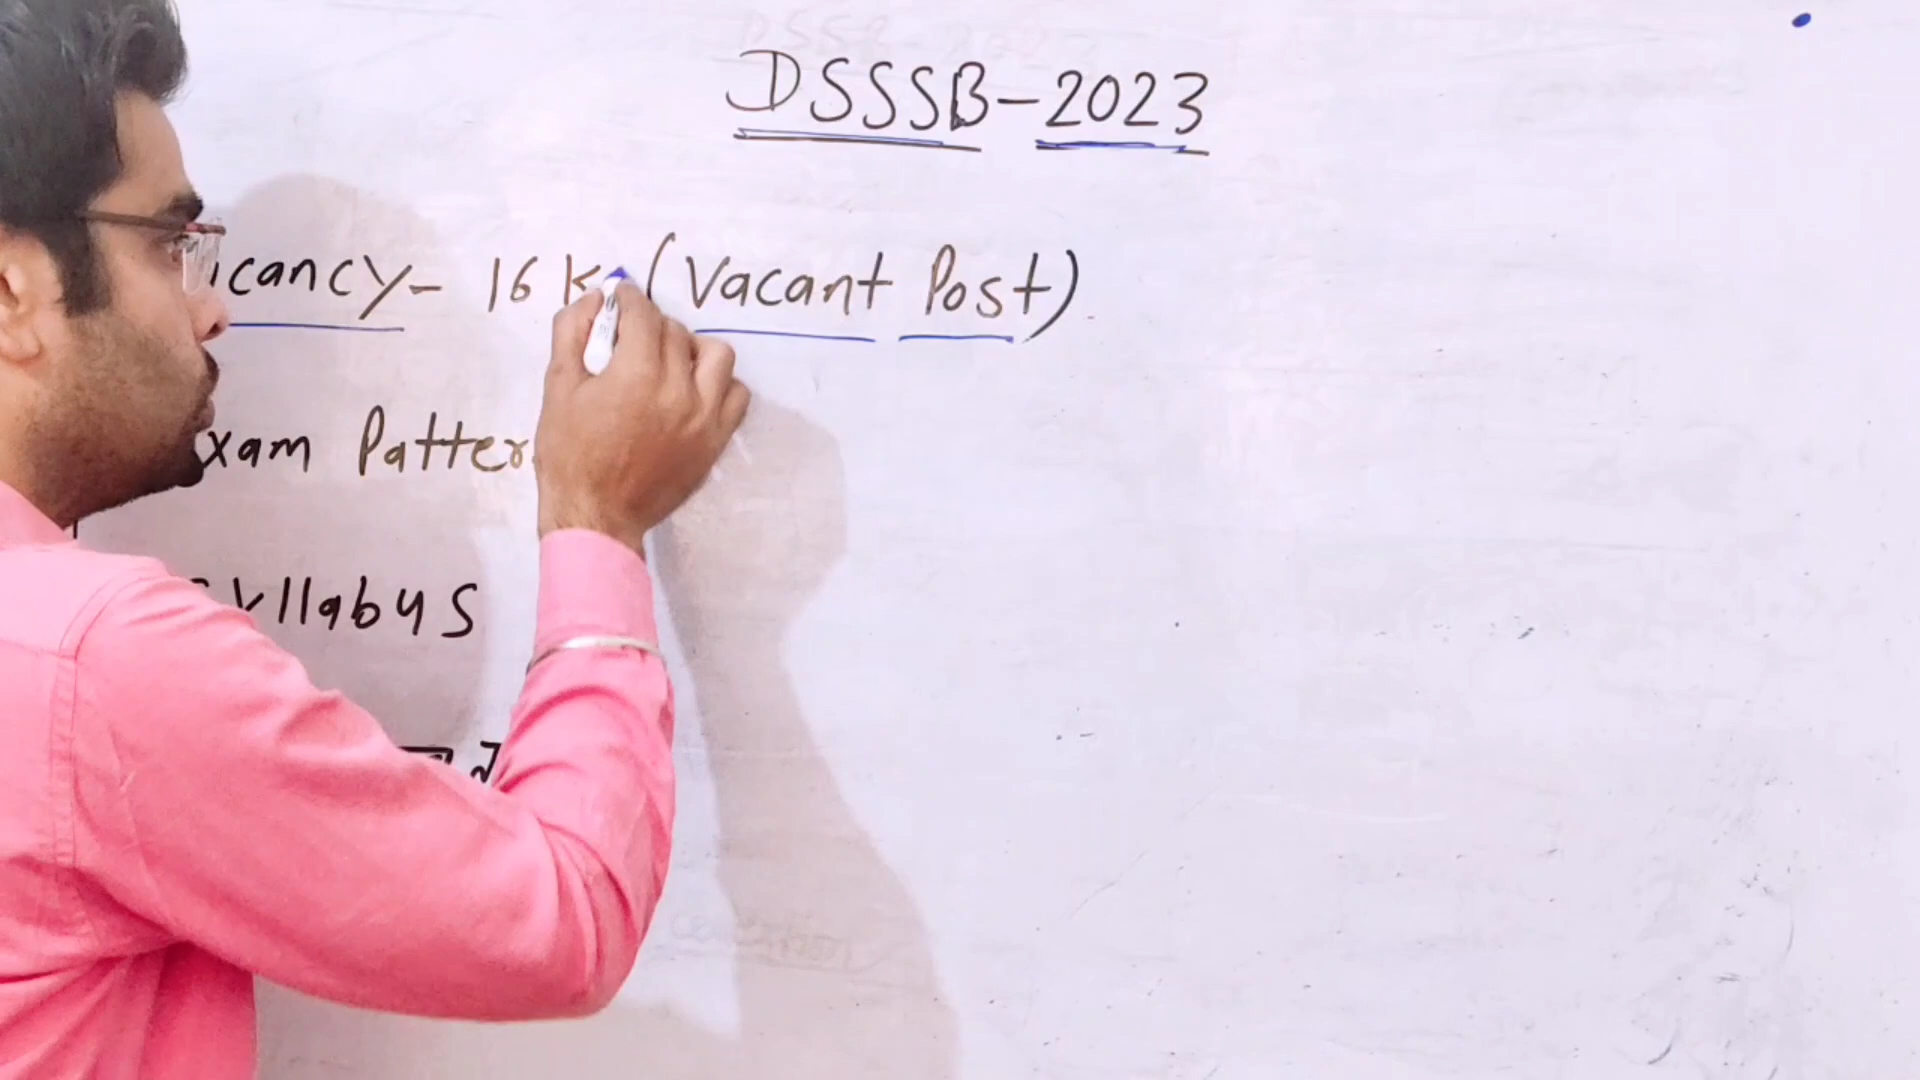 DSSSB-2023
icancy- 16 K (Vacant Post)
xam Patter
yllabus